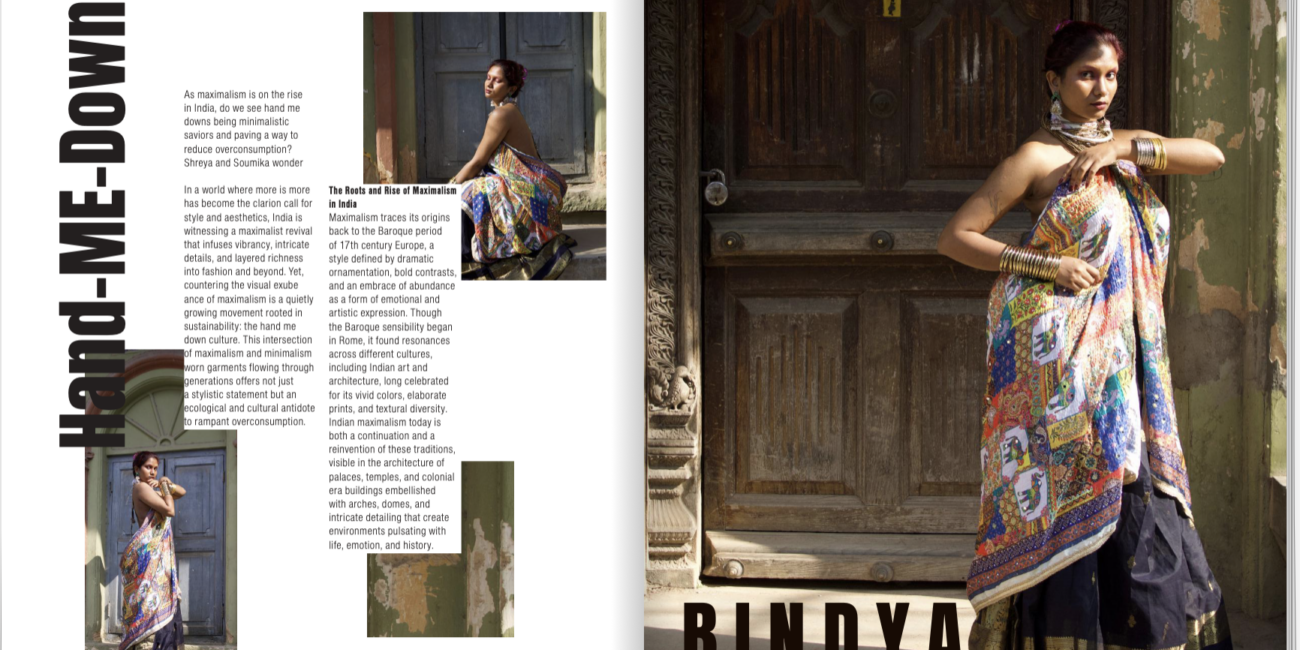 Hand-ME-Down
As maximalism is on the rise
in India, do we see hand me
downs being minimalistic
saviors and paving a way to
reduce overconsumption?
Shreya and Soumika wonder
In a world where more is more
has become the clarion call for
style and aesthetics, India is
witnessing a maximalist revival
that infuses vibrancy, intricate
details, and layered richness
into fashion and beyond. Yet,
countering the visual exube
ance of maximalism is a quietly
growing movement rooted in
sustainability: the hand me
down culture. This intersection
of maximalism and minimalism
worn garments flowing through
generations offers not just
a stylistic statement but an
ecological and cultural antidote
to rampant overconsumption.
The Roots and Rise of Maximalism
in India
Maximalism traces its origins
back to the Baroque period
of 17th century Europe, a
style defined by dramatic
ornamentation, bold contrasts,
and an embrace of abundance
as a form of emotional and
artistic expression. Though
the Baroque sensibility began
in Rome, it found resonances
across different cultures,
including Indian art and
architecture, long celebrated
for its vivid colors, elaborate
prints, and textural diversity.
Indian maximalism today is
both a continuation and a
reinvention of these traditions,
visible in the architecture of
palaces, temples, and colonial
era buildings embellished
with arches, domes, and
intricate detailing that create
environments pulsating with
life, emotion, and history.
BINDYA